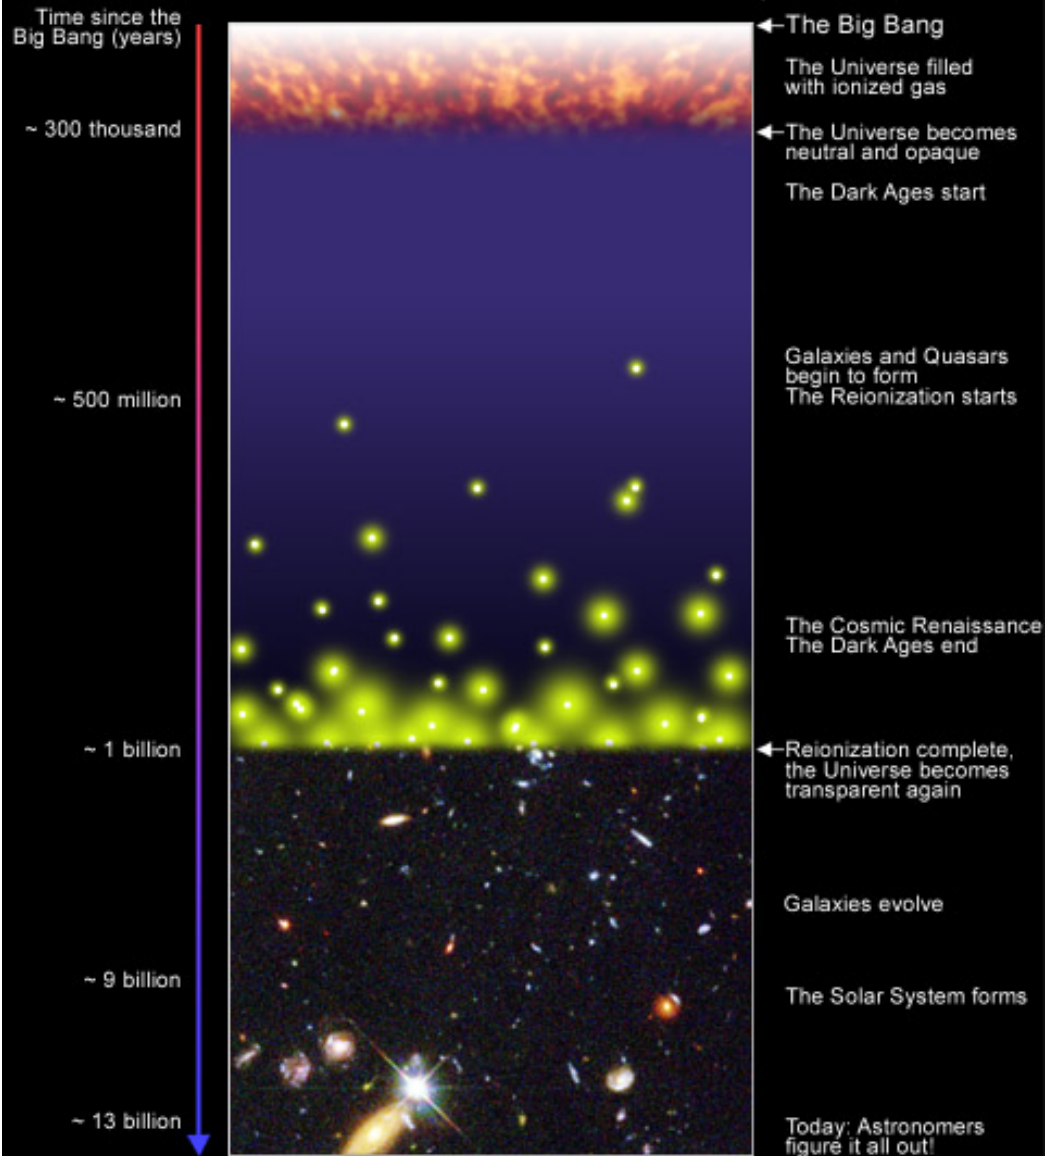 Time since the
Big Bang (years)
The Big Bang
The Universe filled
with ionized gas
~ 300 thousand
The Universe becomes
neutral and opaque
The Dark Ages start
Galaxies and Quasars
begin to form
~ 500 million
The Reionization starts
The Cosmic Renaissance
The Dark Ages end
~ 1 billion
Reionization complete,
the Universe becomes
transparent again
Galaxies evolve
~ 9 billion
The Solar System forms
~ 13 billion
Today: Astronomers
figure it all out!